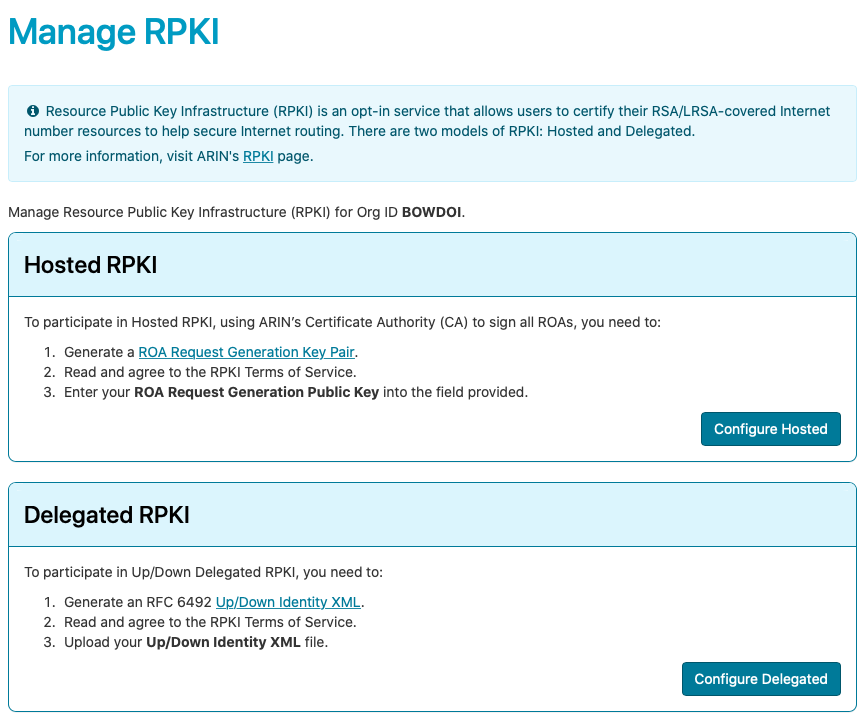 Manage RPKI
Resource Public Key Infrastructure (RPKI) is an opt-in service that allows users to certify their RSA/LRSA-covered Internet
number resources to help secure Internet routing. There are two models of RPKI: Hosted and Delegated.
For more information, visit ARIN's RPKI page.
Manage Resource Public Key Infrastructure (RPKI) for Org ID BOWDOI.
Hosted RPKI
To participate in Hosted RPKI, using ARIN’s Certificate Authority (CA) to sign all ROAs, you need to:
1. Generate a ROA Request Generation Key Pair.
2. Read and agree to the RPKI Terms of Service.
3. Enter your ROA Request Generation Public Key into the field provided.
Configure Hosted
Delegated RPKI
To participate in Up/Down Delegated RPKI, you need to:
1. Generate an RFC 6492 Up/Down Identity XML.
2. Read and agree to the RPKI Terms of Service.
3. Upload your Up/Down Identity XML file.
Configure Delegated